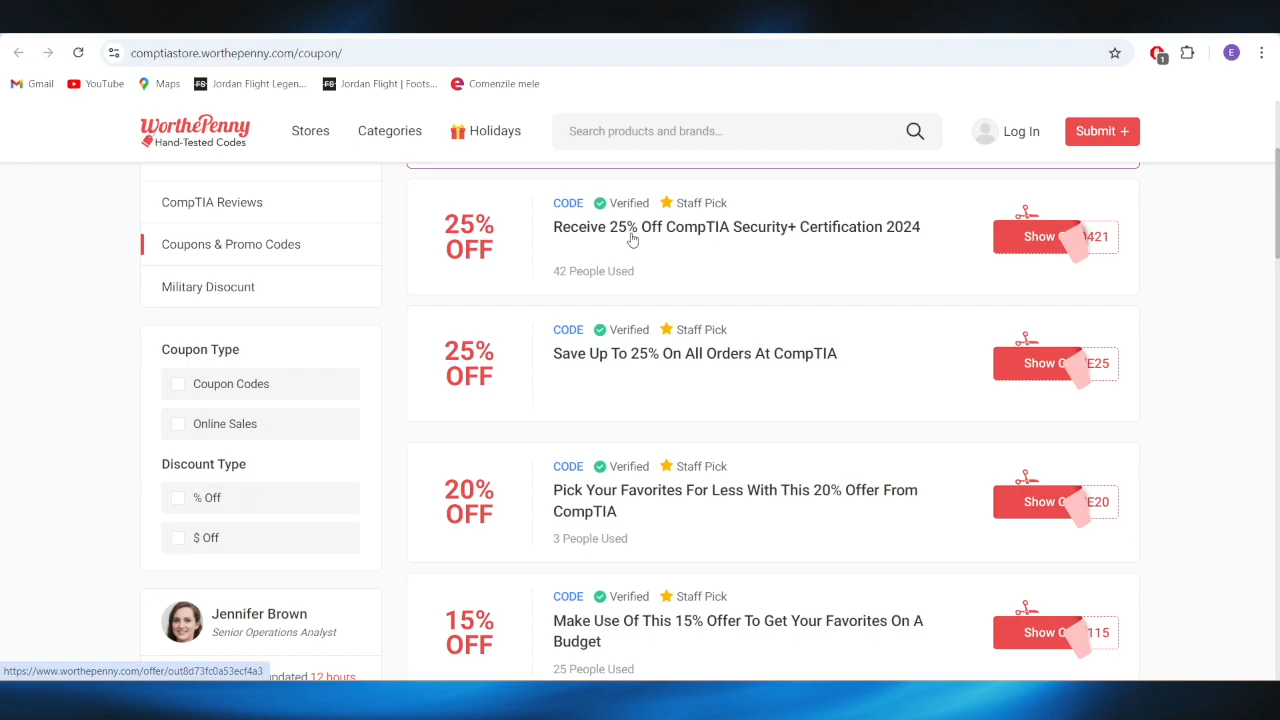 comptiastore.worthepenny.com/coupon/
1
E
Gmail YouTube Maps FS Jordan Flight Legen... FS Jordan Flight | Foots... e Comenzile mele
WorthePenny
Hand-Tested Codes
Stores Categories Holidays Search products and brands... Log In Submit +
CompTIA Reviews
Coupons & Promo Codes
Military Disocunt
Coupon Type
Coupon Codes
Online Sales
Discount Type
% Off
$ Off
Jennifer Brown
Senior Operations Analyst
pdated 12 hours
25%
OFF
CODE Verified Staff Pick
Receive 25% Off CompTIA Security+ Certification 2024
42 People Used
Show 421
25%
OFF
CODE Verified Staff Pick
Save Up To 25% On All Orders At CompTIA
Show E25
20%
OFF
CODE Verified Staff Pick
Pick Your Favorites For Less With This 20% Offer From
CompTIA
3 People Used
Show E20
15%
OFF
CODE Verified Staff Pick
Make Use Of This 15% Offer To Get Your Favorites On A
Budget
25 People Used
Show 115
https://www.worthepenny.com/offer/out8d73fc0a53ecf4a3